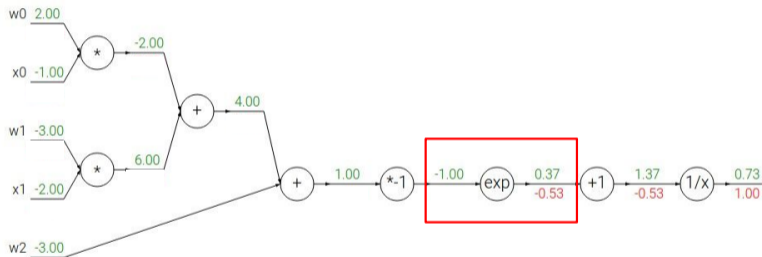 w0 2.00
* -2.00
x0 -1.00
+ 4.00
w1 -3.00
* 6.00
x1 -2.00
+ 1.00 *-1 -1.00 exp 0.37 +1 1.37 1/x 0.73
-0.53 -0.53 1.00
w2 -3.00